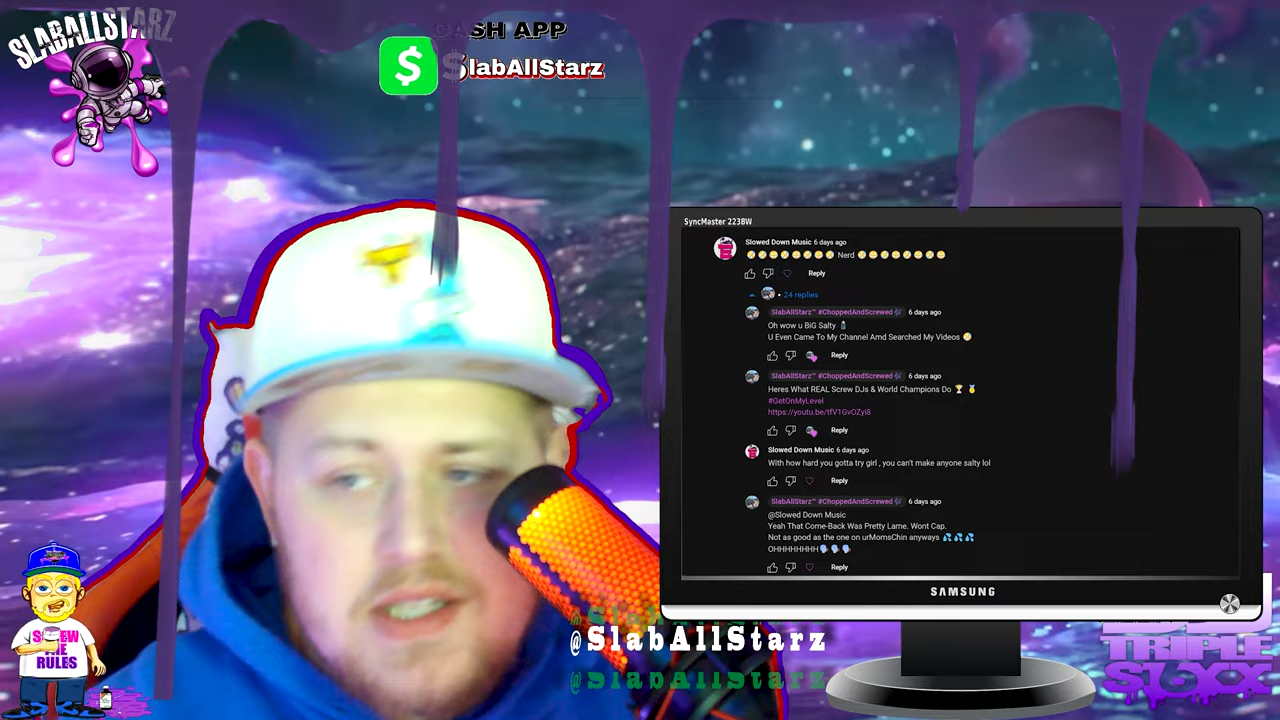 SLABALLSTARZ
CASH APP
$labAllStarz
SyncMaster 223BW
Slowed Down Music 6 days ago
Nerd
Reply
24 replies
SlabAllStarz™ #ChoppedAndScrewed 6 days ago
Oh wow u BiG Salty
U Even Came To My Channel Amd Searched My Videos
Reply
SlabAllStarz™ #ChoppedAndScrewed 6 days ago
Heres What REAL Screw DJs & World Champions Do
#GetOnMyLevel
https://youtu.be/tfV1GvOZyi8
Reply
Slowed Down Music 6 days ago
With how hard you gotta try girl , you can't make anyone salty lol
Reply
SlabAllStarz™ #ChoppedAndScrewed 6 days ago
@Slowed Down Music
Yeah That Come-Back Was Pretty Lame. Wont Cap.
Not as good as the one on urMomsChin anyways
OHHHHHHHH
Reply
SAMSUNG
@SlabAllStarz
@SlabAllStarz
SCREW
THE
RULES
TRIPLE
SIXX